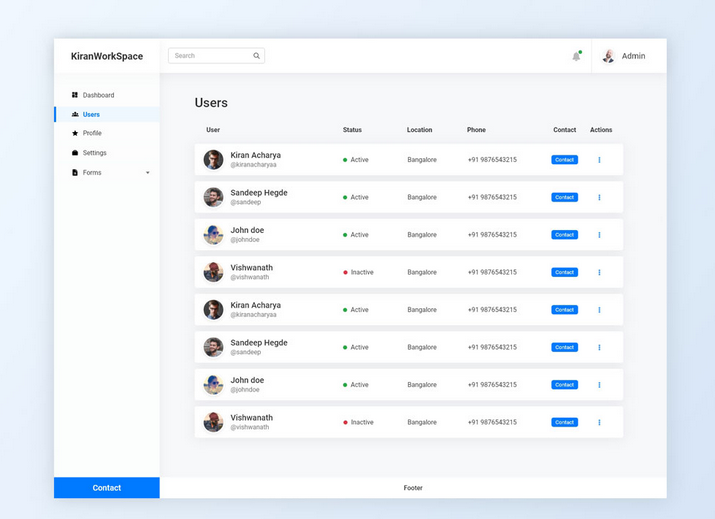 KiranWorkSpace
Search
Admin
Dashboard
Users
Profile
Settings
Forms
Users
User Status Location Phone Contact Actions
Kiran Acharya
@kiranacharyaa
Active Bangalore +91 9876543215 Contact
Sandeep Hegde
@sandeep
Active Bangalore +91 9876543215 Contact
John doe
@johndoe
Active Bangalore +91 9876543215 Contact
Vishwanath
@vishwanath
Inactive Bangalore +91 9876543215 Contact
Kiran Acharya
@kiranacharyaa
Active Bangalore +91 9876543215 Contact
Sandeep Hegde
@sandeep
Active Bangalore +91 9876543215 Contact
John doe
@johndoe
Active Bangalore +91 9876543215 Contact
Vishwanath
@vishwanath
Inactive Bangalore +91 9876543215 Contact
Contact
Footer